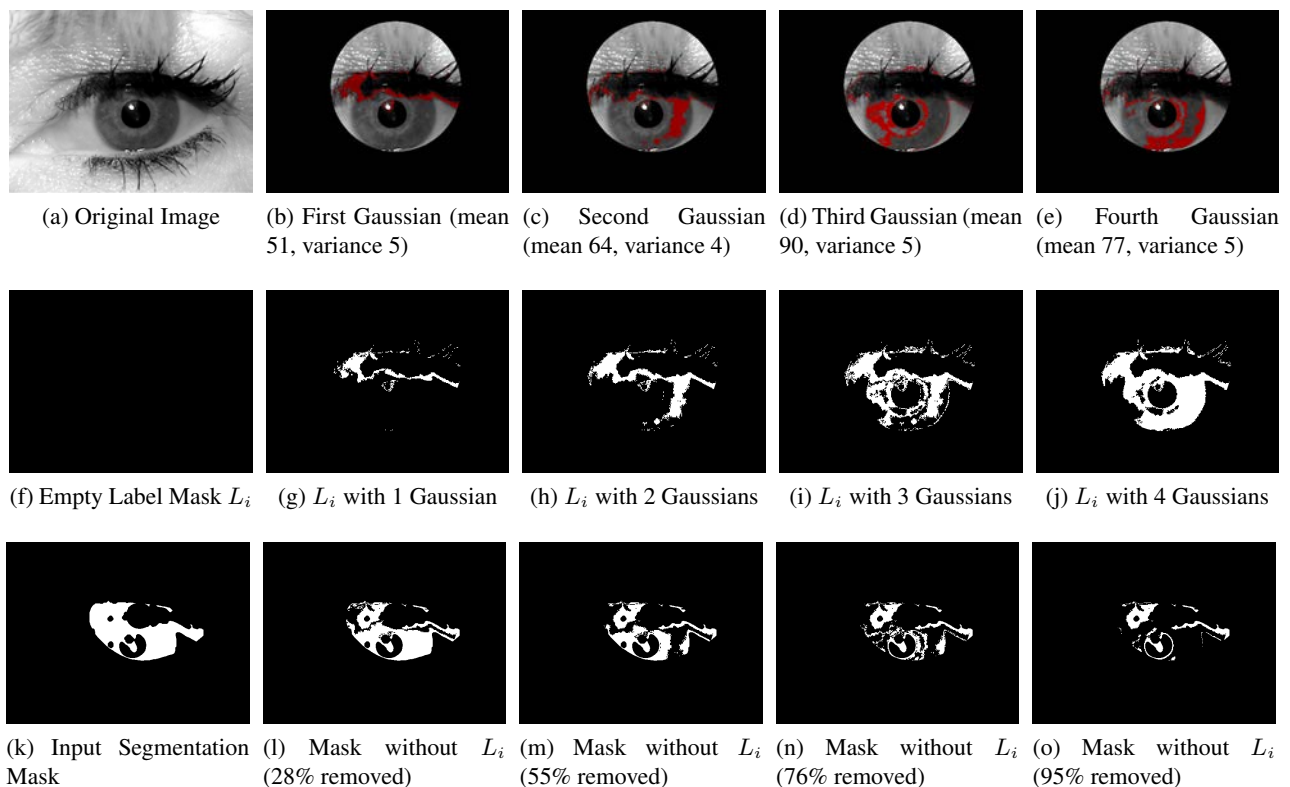 (a) Original Image
(b) First Gaussian (mean
51, variance 5)
(c) Second Gaussian
(mean 64, variance 4)
(d) Third Gaussian (mean
90, variance 5)
(e) Fourth Gaussian
(mean 77, variance 5)
(f) Empty Label Mask L_i
(g) L_i with 1 Gaussian
(h) L_i with 2 Gaussians
(i) L_i with 3 Gaussians
(j) L_i with 4 Gaussians
(k) Input Segmentation
Mask
(l) Mask without L_i
(28% removed)
(m) Mask without L_i
(55% removed)
(n) Mask without L_i
(76% removed)
(o) Mask without L_i
(95% removed)